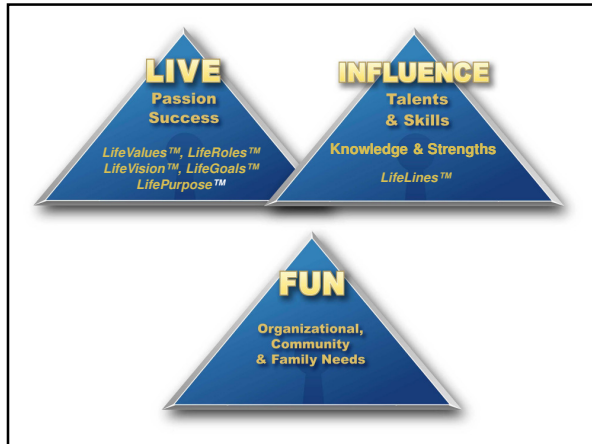 LIVE
Passion
Success
LifeValues™, LifeRoles™
LifeVision™, LifeGoals™
LifePurpose™
INFLUENCE
Talents
& Skills
Knowledge & Strengths
LifeLines™
FUN
Organizational,
Community
& Family Needs